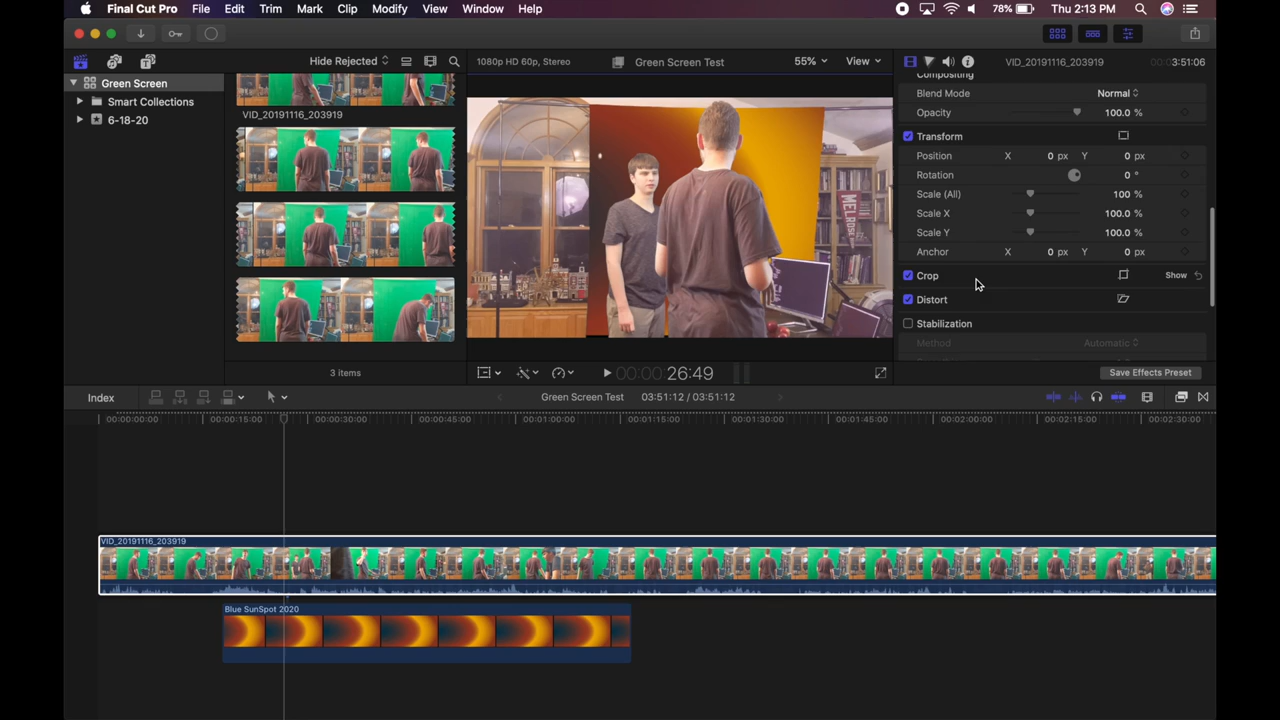 Final Cut Pro File Edit Trim Mark Clip Modify View Window Help 78% Thu 2:13 PM
Hide Rejected 1080p HD 60p, Stereo Green Screen Test 55% View VID_20191116_203919 3:51:06
Green Screen
Smart Collections
6-18-20
VID_20191116_203919
3 items
MELROSE
00:00:00:26:49
Compositing
Blend Mode Normal
Opacity 100.0 %
Transform
Position X 0 px Y 0 px
Rotation 0 °
Scale (All) 100 %
Scale X 100.0 %
Scale Y 100.0 %
Anchor X 0 px Y 0 px
Crop Show
Distort
Stabilization
Method Automatic
Save Effects Preset
Index Green Screen Test 03:51:12 / 03:51:12
00:00:00:00 00:00:15:00 00:00:30:00 00:00:45:00 00:01:00:00 00:01:15:00 00:01:30:00 00:01:45:00 00:02:00:00 00:02:15:00 00:02:30:00
VID_20191116_203919
Blue SunSpot 2020